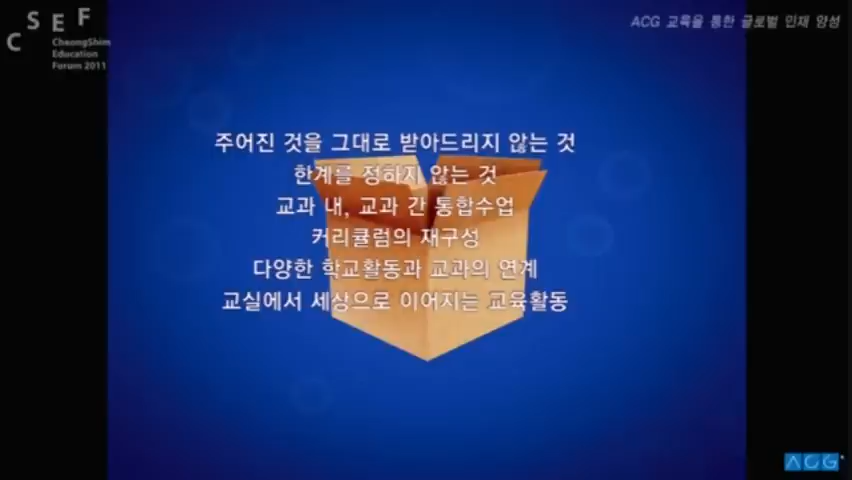 CSEF
CheongShim
Education
Forum 2011
ACG 교육을 통한 글로벌 인재 양성
주어진 것을 그대로 받아드리지 않는 것
한계를 정하지 않는 것
교과 내, 교과 간 통합수업
커리큘럼의 재구성
다양한 학교활동과 교과의 연계
교실에서 세상으로 이어지는 교육활동
ACG